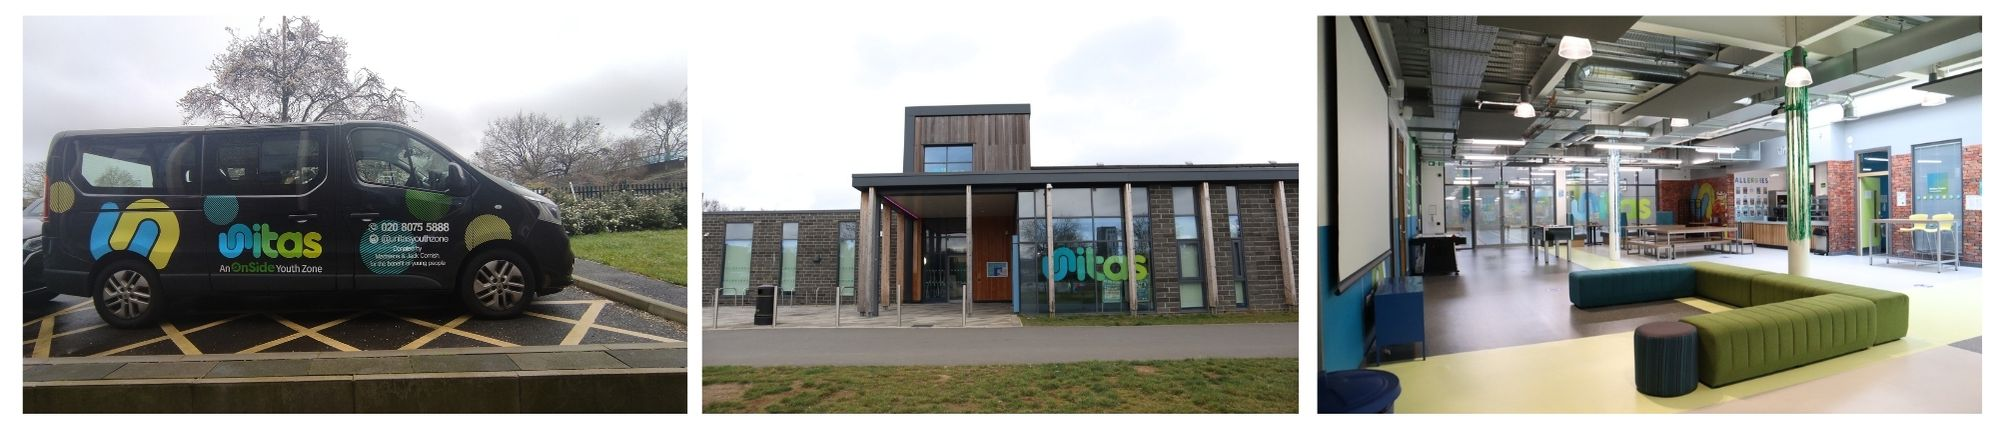 unitas
An OnSide Youth Zone
020 8075 5888
@unitasyouthzone
Donated by
for the benefit of young people
unitas
unitas
ALLERGIES